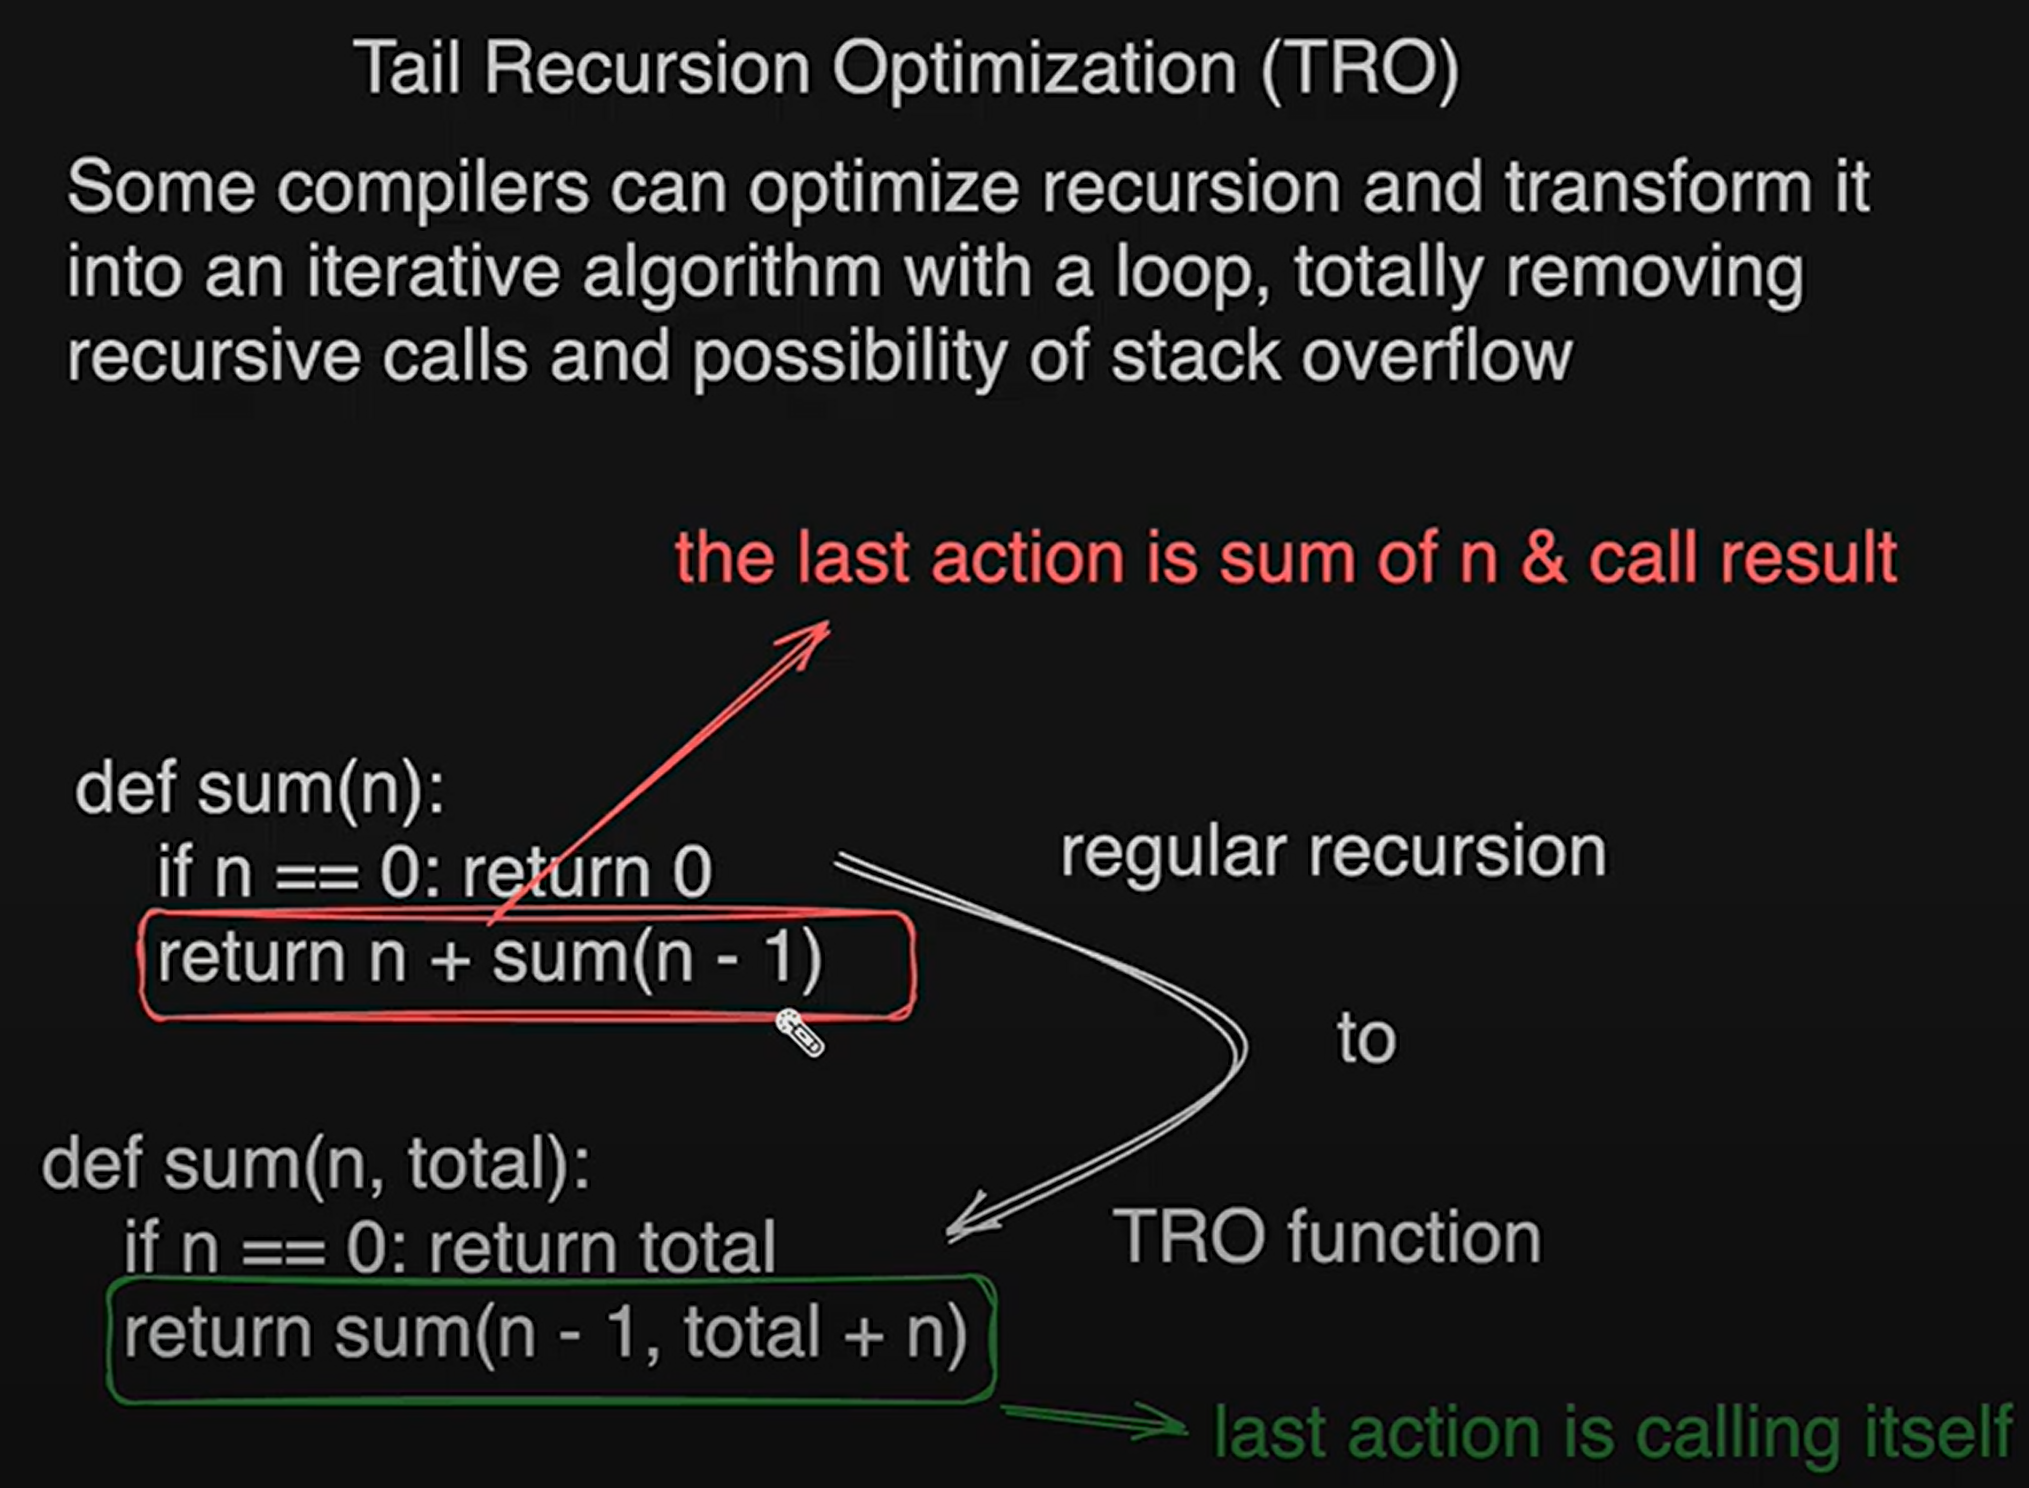 Tail Recursion Optimization (TRO)
Some compilers can optimize recursion and transform it
into an iterative algorithm with a loop, totally removing
recursive calls and possibility of stack overflow
the last action is sum of n & call result
def sum(n):
if n == 0: return 0
return n + sum(n - 1)
regular recursion
to
def sum(n, total):
if n == 0: return total
return sum(n - 1, total + n)
TRO function
last action is calling itself